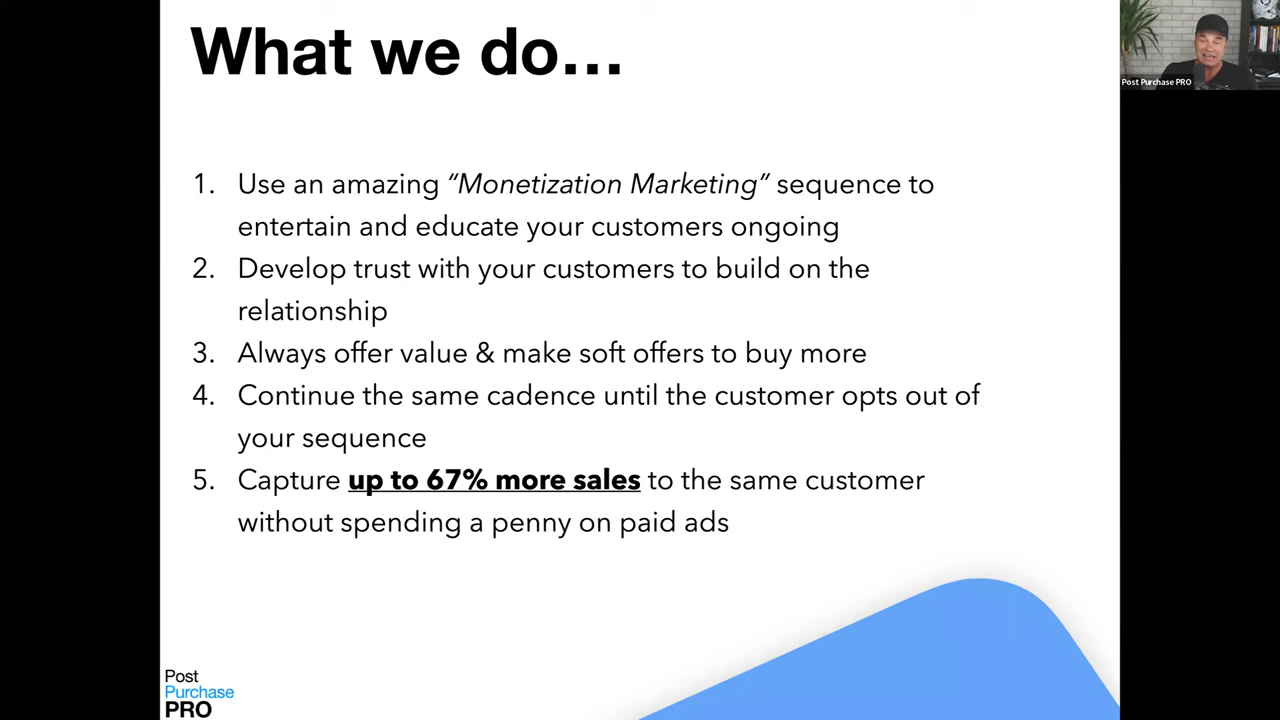 What we do…
1. Use an amazing “Monetization Marketing” sequence to
entertain and educate your customers ongoing
2. Develop trust with your customers to build on the
relationship
3. Always offer value & make soft offers to buy more
4. Continue the same cadence until the customer opts out of
your sequence
5. Capture up to 67% more sales to the same customer
without spending a penny on paid ads
Post
Purchase
PRO
Post Purchase PRO